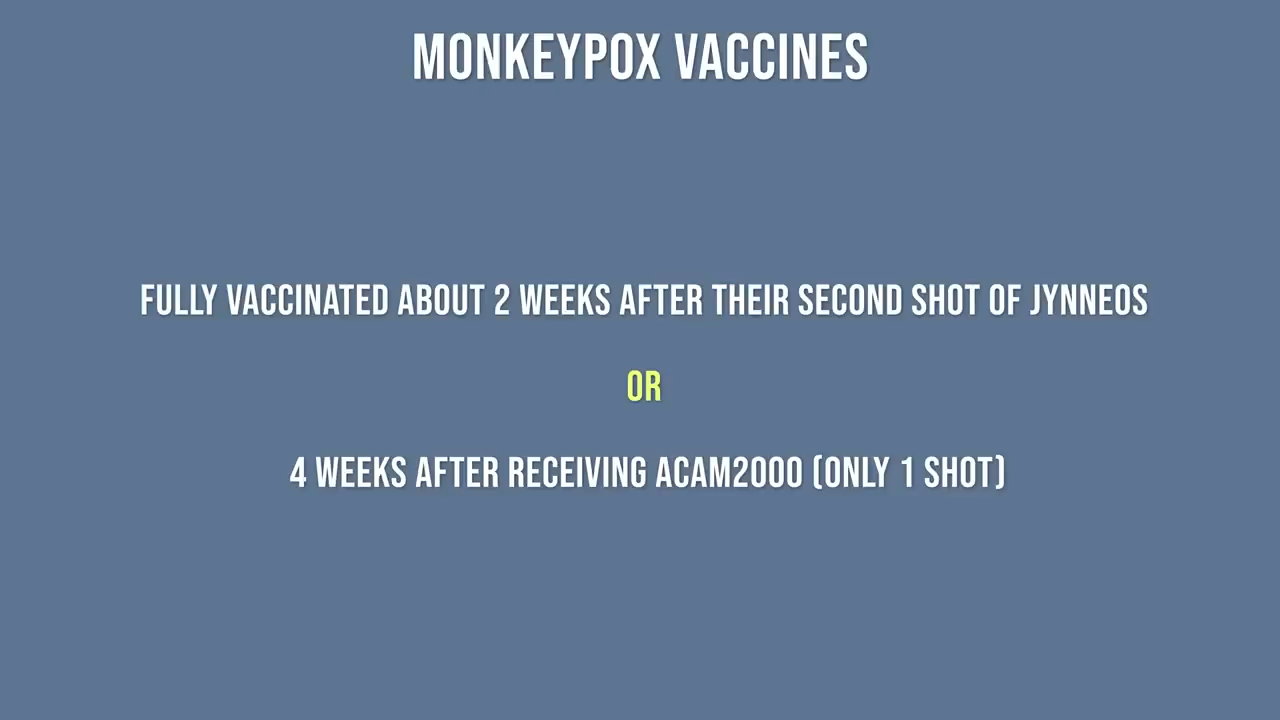 MONKEYPOX VACCINES
FULLY VACCINATED ABOUT 2 WEEKS AFTER THEIR SECOND SHOT OF JYNNEOS
OR
4 WEEKS AFTER RECEIVING ACAM2000 (ONLY 1 SHOT)